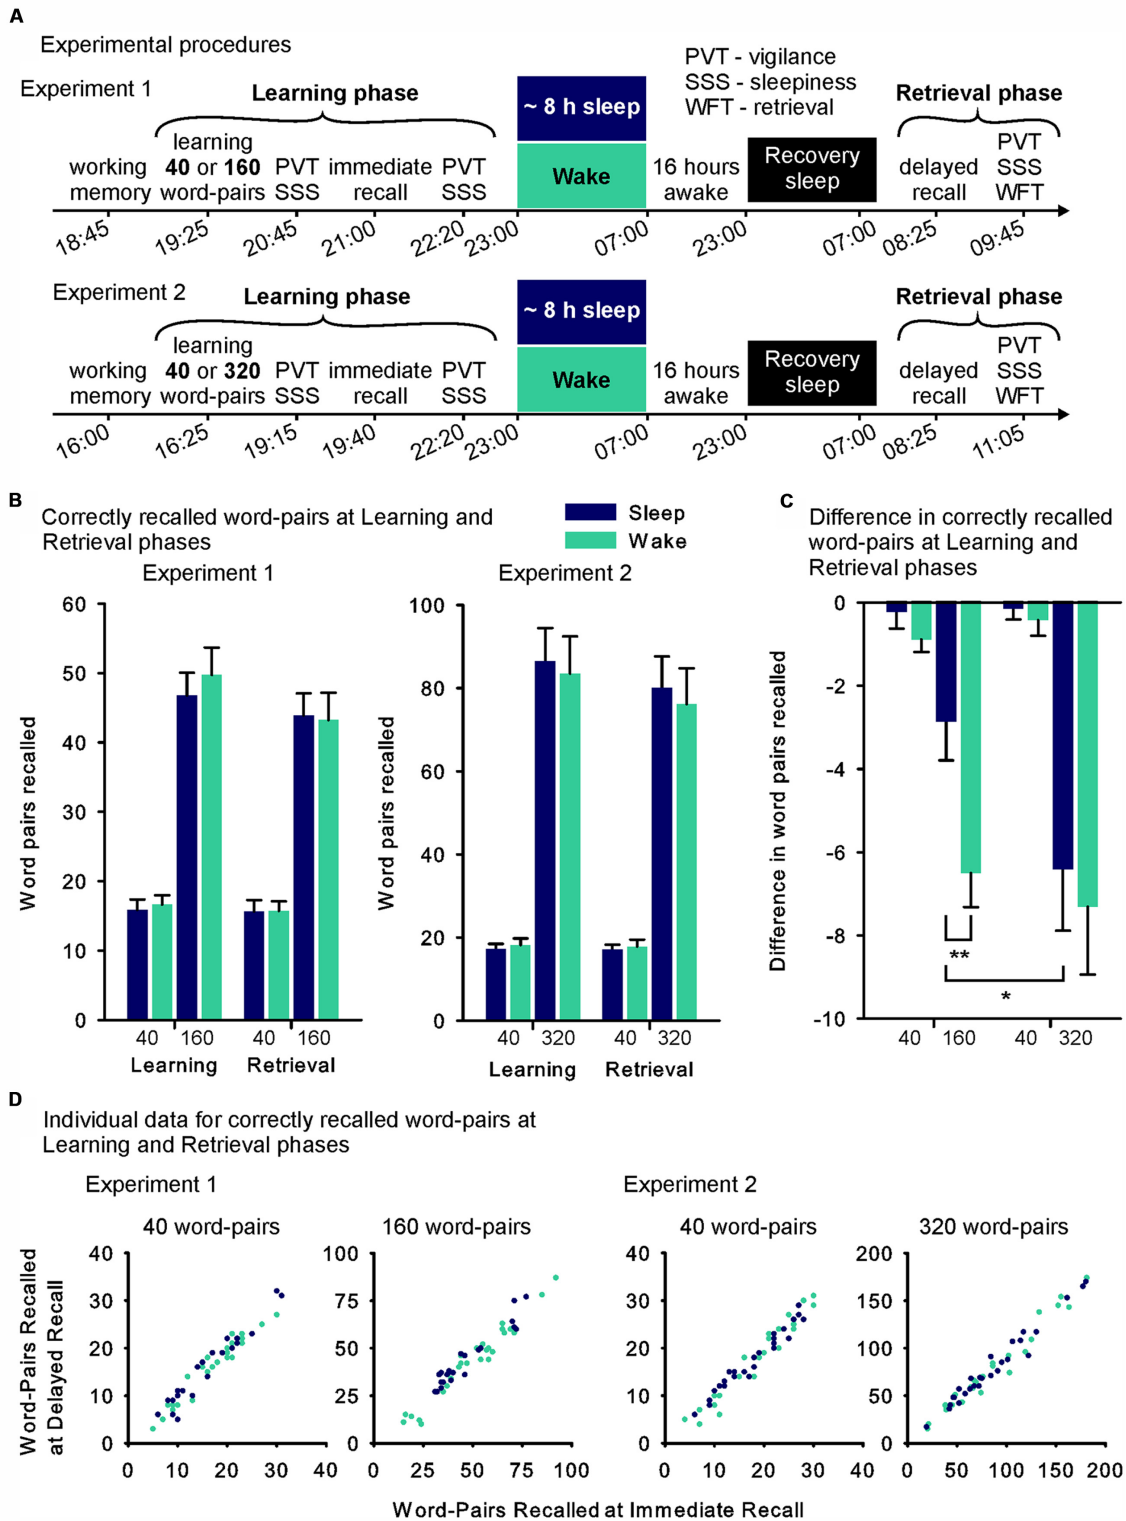 A
Experimental procedures
PVT - vigilance
SSS - sleepiness
WFT - retrieval
Experiment 1
Learning phase
~ 8 h sleep
Wake
Retrieval phase
working
memory
learning
40 or 160
word-pairs
PVT
SSS
immediate
recall
PVT
SSS
16 hours
awake
Recovery
sleep
delayed
recall
PVT
SSS
WFT
18:45 19:25 20:45 21:00 22:20 23:00 07:00 23:00 07:00 08:25 09:45
Experiment 2
Learning phase
~ 8 h sleep
Wake
Retrieval phase
working
memory
learning
40 or 320
word-pairs
PVT
SSS
immediate
recall
PVT
SSS
16 hours
awake
Recovery
sleep
delayed
recall
PVT
SSS
WFT
16:00 16:25 19:15 19:40 22:20 23:00 07:00 23:00 07:00 08:25 11:05
B
Correctly recalled word-pairs at Learning and
Retrieval phases
Sleep
Wake
Experiment 1
Word pairs recalled
60
50
40
30
20
10
0
40 160 40 160
Learning Retrieval
Experiment 2
Word pairs recalled
100
80
60
40
20
0
40 320 40 320
Learning Retrieval
C
Difference in correctly recalled
word-pairs at Learning and
Retrieval phases
Difference in word pairs recalled
0
-2
-4
-6
-8
-10
**
*
40 160 40 320
D
Individual data for correctly recalled word-pairs at
Learning and Retrieval phases
Experiment 1
Experiment 2
Word-Pairs Recalled
at Delayed Recall
40 word-pairs
40
30
20
10
0
0 10 20 30 40
160 word-pairs
100
75
50
25
0
0 25 50 75 100
40 word-pairs
40
30
20
10
0
0 10 20 30 40
320 word-pairs
200
150
100
50
0
0 50 100 150 200
Word-Pairs Recalled at Immediate Recall